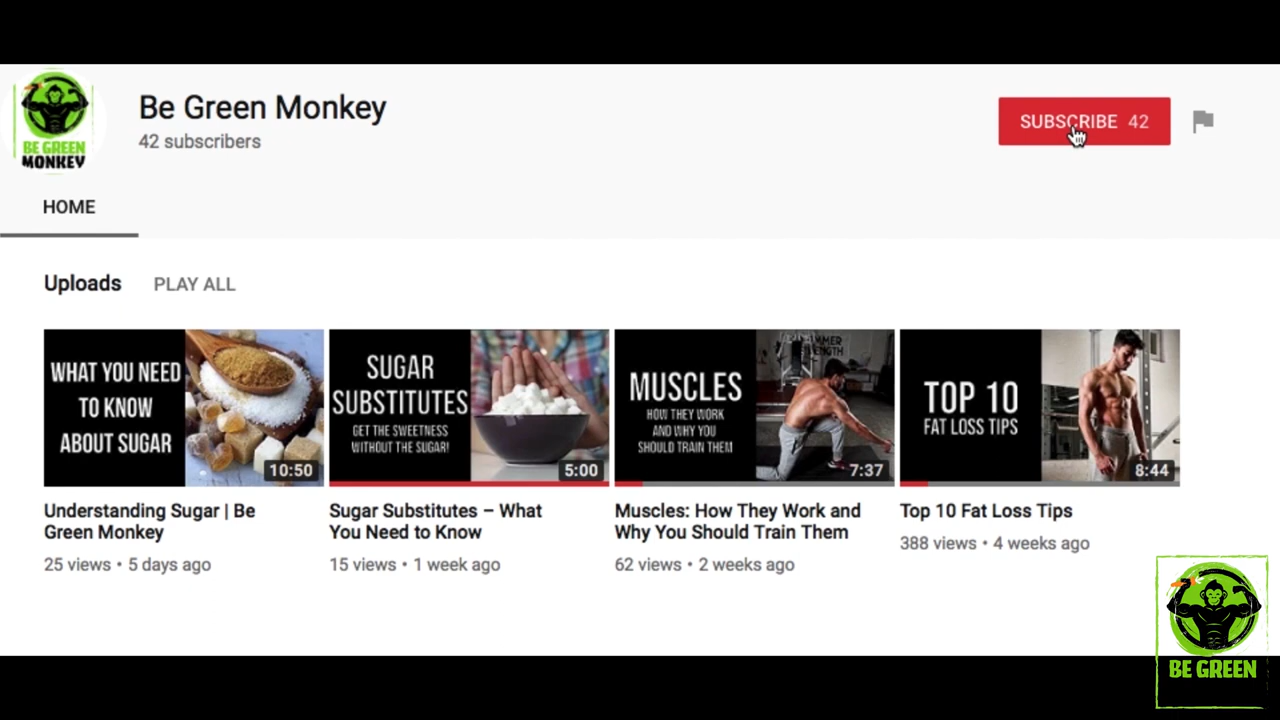 BE GREEN
MONKEY
Be Green Monkey
42 subscribers
SUBSCRIBE 42
HOME
Uploads PLAY ALL
WHAT YOU NEED
TO KNOW
ABOUT SUGAR
10:50
SUGAR
SUBSTITUTES
GET THE SWEETNESS
WITHOUT THE SUGAR!
5:00
MUSCLES
HOW THEY WORK
AND WHY YOU
SHOULD TRAIN THEM
7:37
TOP 10
FAT LOSS TIPS
8:44
Understanding Sugar | Be
Green Monkey
25 views • 5 days ago
Sugar Substitutes – What
You Need to Know
15 views • 1 week ago
Muscles: How They Work and
Why You Should Train Them
62 views • 2 weeks ago
Top 10 Fat Loss Tips
388 views • 4 weeks ago
BE GREEN